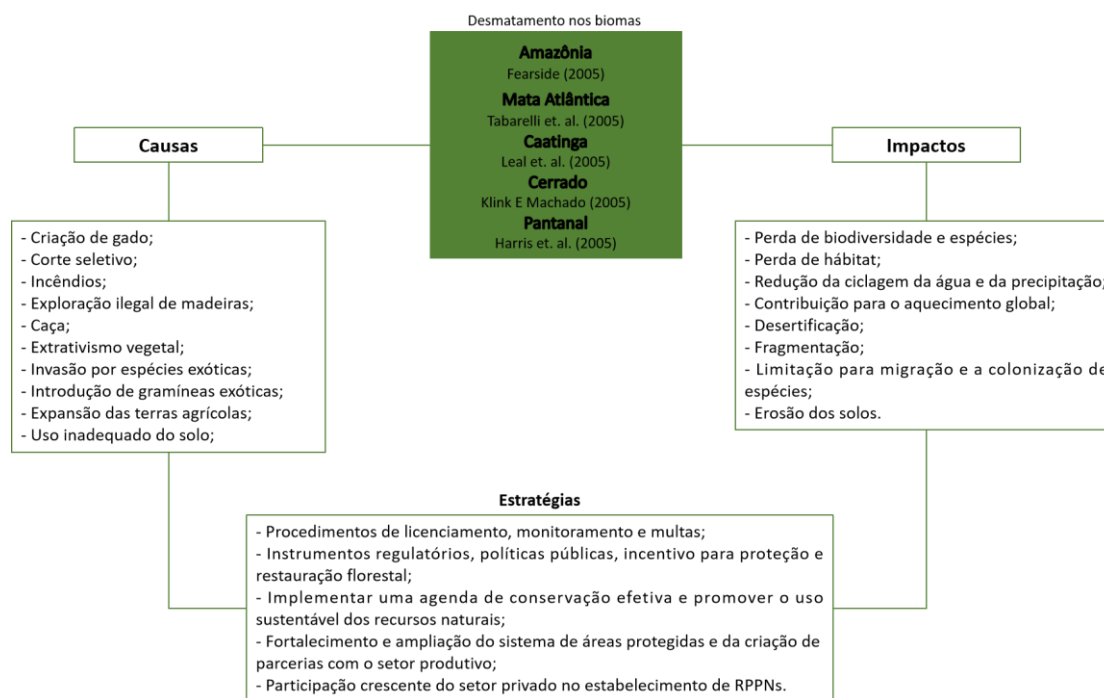 Desmatamento nos biomas
Amazônia
Fearside (2005)
Mata Atlântica
Tabarelli et. al. (2005)
Caatinga
Leal et. al. (2005)
Cerrado
Klink E Machado (2005)
Pantanal
Harris et. al. (2005)
Causas
- Criação de gado;
- Corte seletivo;
- Incêndios;
- Exploração ilegal de madeiras;
- Caça;
- Extrativismo vegetal;
- Invasão por espécies exóticas;
- Introdução de gramíneas exóticas;
- Expansão das terras agrícolas;
- Uso inadequado do solo;
Impactos
- Perda de biodiversidade e espécies;
- Perda de hábitat;
- Redução da ciclagem da água e da precipitação;
- Contribuição para o aquecimento global;
- Desertificação;
- Fragmentação;
- Limitação para migração e a colonização de
espécies;
- Erosão dos solos.
Estratégias
- Procedimentos de licenciamento, monitoramento e multas;
- Instrumentos regulatórios, políticas públicas, incentivo para proteção e
restauração florestal;
- Implementar uma agenda de conservação efetiva e promover o uso
sustentável dos recursos naturais;
- Fortalecimento e ampliação do sistema de áreas protegidas e da criação de
parcerias com o setor produtivo;
- Participação crescente do setor privado no estabelecimento de RPPNs.